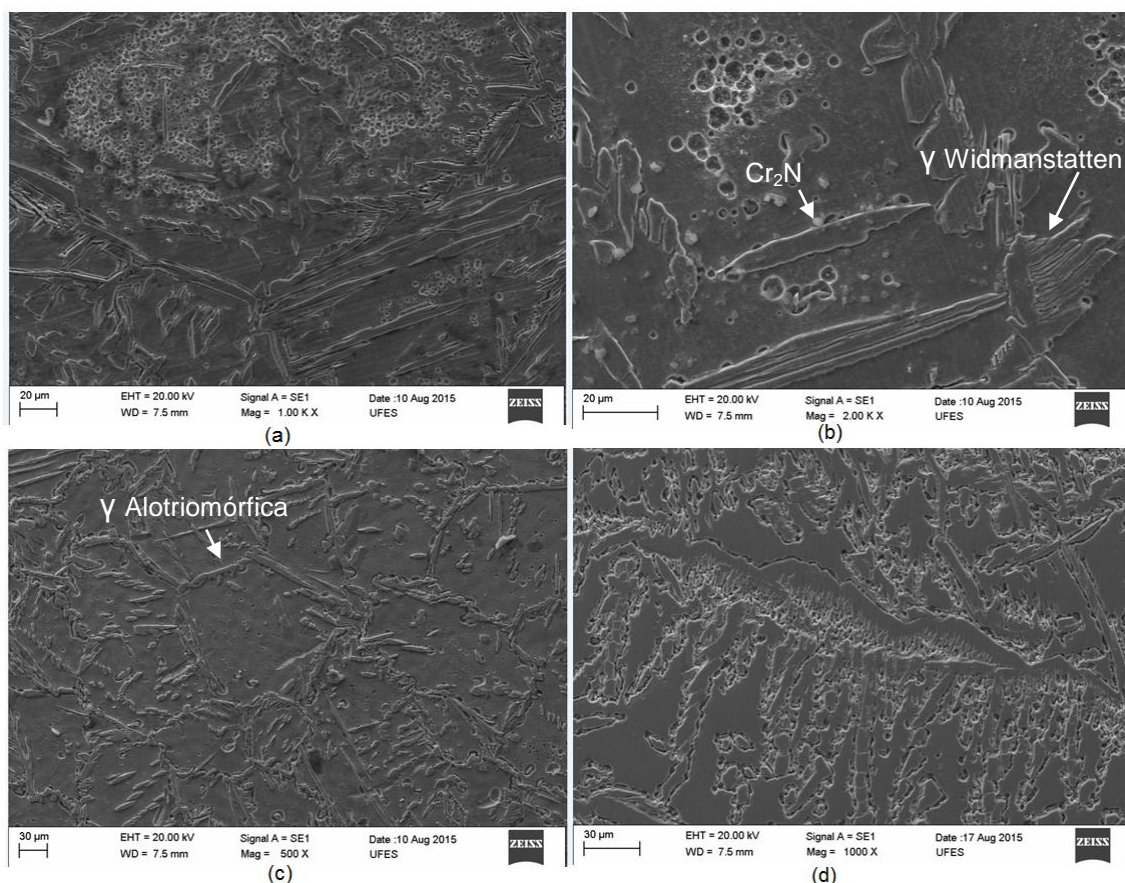 Cr₂N
γ Widmanstatten
20 µm
EHT = 20.00 kV Signal A = SE1 Date :10 Aug 2015
WD = 7.5 mm Mag = 1.00 K X UFES
ZEISS
(a)
20 µm
EHT = 20.00 kV Signal A = SE1 Date :10 Aug 2015
WD = 7.5 mm Mag = 2.00 K X UFES
ZEISS
(b)
γ Alotriomórfica
30 µm
EHT = 20.00 kV Signal A = SE1 Date :10 Aug 2015
WD = 7.5 mm Mag = 500 X UFES
ZEISS
(c)
30 µm
EHT = 20.00 kV Signal A = SE1 Date :17 Aug 2015
WD = 7.5 mm Mag = 1000 X UFES
ZEISS
(d)